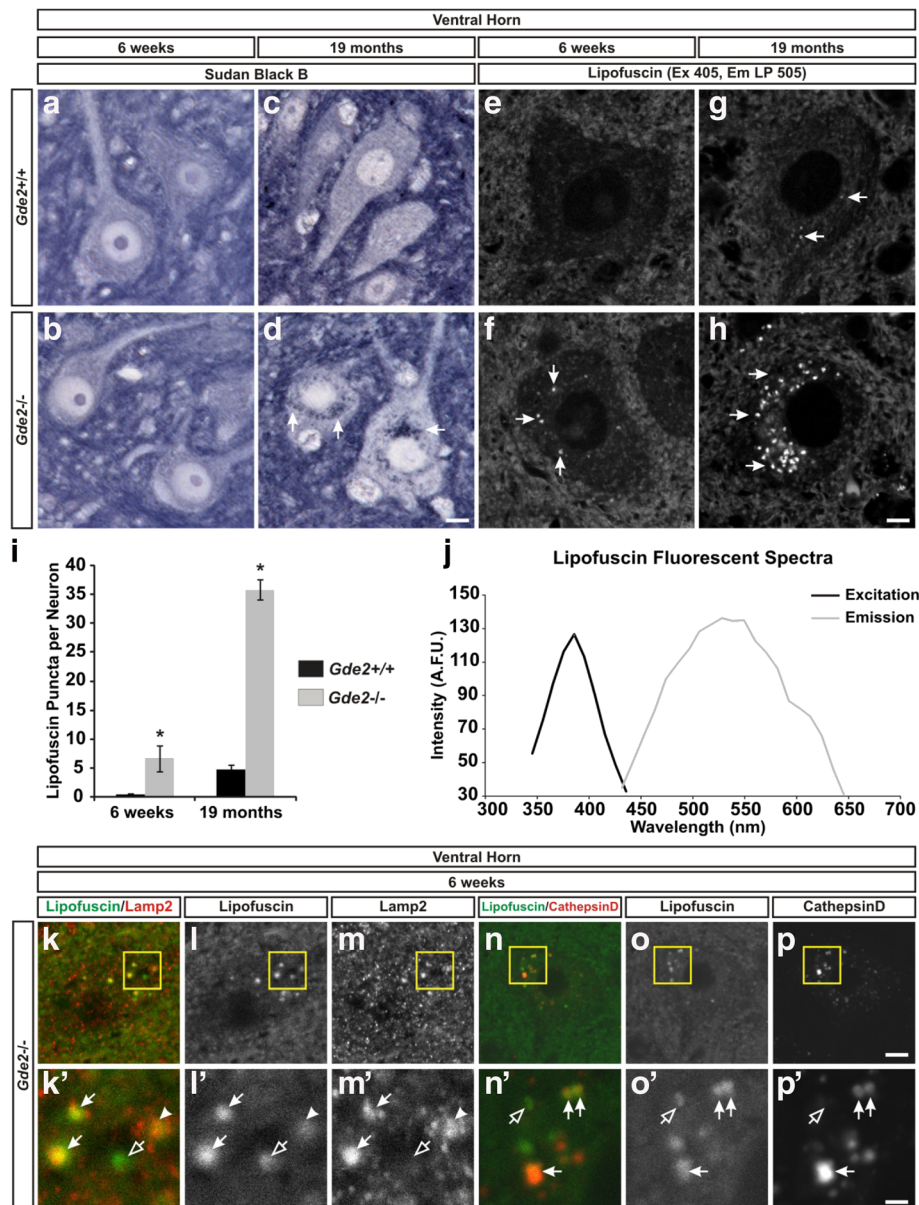 Ventral Horn
6 weeks
19 months
6 weeks
19 months
Sudan Black B
Lipofuscin (Ex 405, Em LP 505)
Gde2+/+
a
c
e
g
Gde2-/-
b
d
f
h
i
Lipofuscin Puncta per Neuron
40
35
30
25
20
15
10
5
0
*
*
6 weeks
19 months
Gde2+/+
Gde2-/-
j
Lipofuscin Fluorescent Spectra
Excitation
Emission
Intensity (A.F.U.)
150
130
110
90
70
50
30
300
350
400
450
500
550
600
650
700
Wavelength (nm)
Ventral Horn
6 weeks
Lipofuscin/Lamp2
Lipofuscin
Lamp2
Lipofuscin/CathepsinD
Lipofuscin
CathepsinD
Gde2-/-
k
l
m
n
o
p
k'
l'
m'
n'
o'
p'